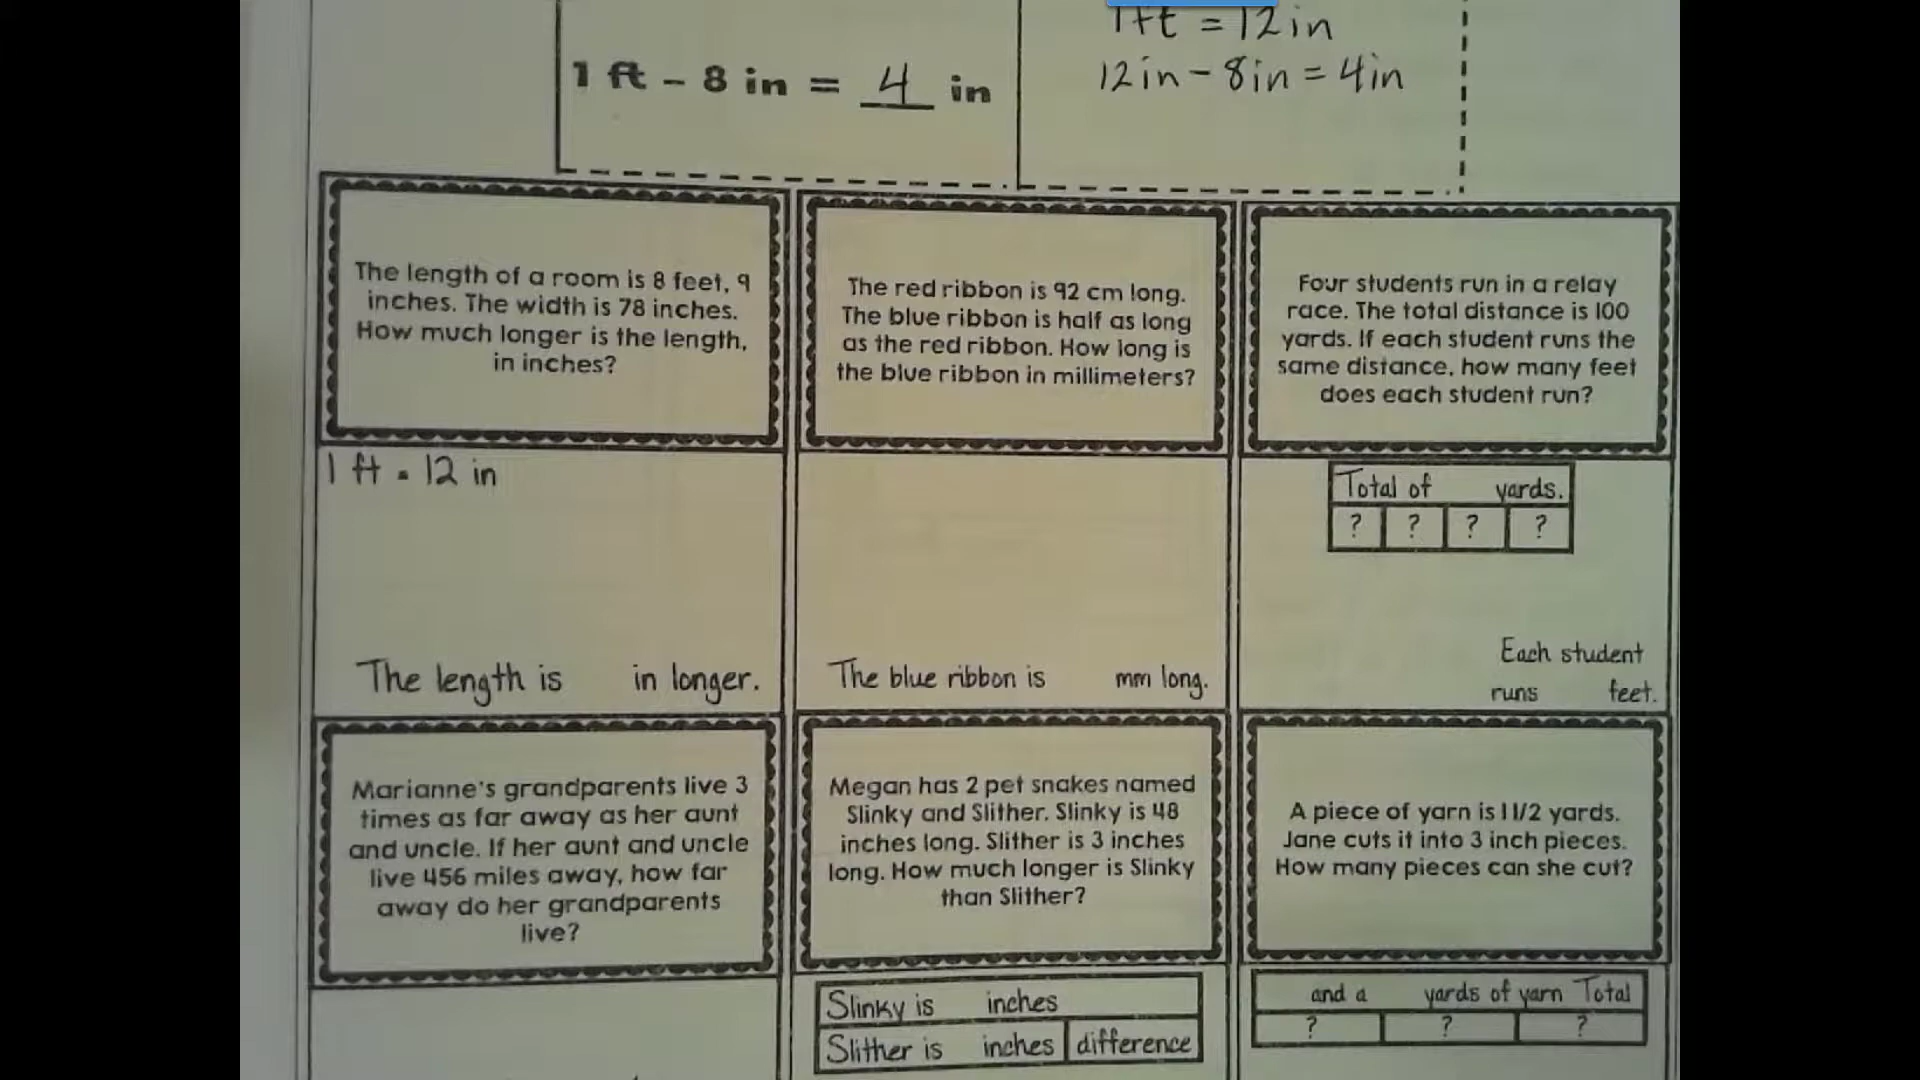 1ft = 12in
1 ft - 8 in = 4 in
12in - 8in = 4in
The length of a room is 8 feet, 9
inches. The width is 78 inches.
How much longer is the length,
in inches?
The red ribbon is 92 cm long.
The blue ribbon is half as long
as the red ribbon. How long is
the blue ribbon in millimeters?
Four students run in a relay
race. The total distance is 100
yards. If each student runs the
same distance, how many feet
does each student run?
1 ft = 12 in
The length is in longer.
The blue ribbon is mm long.
Total of yards.
? ? ? ?
Each student
runs feet.
Marianne's grandparents live 3
times as far away as her aunt
and uncle. If her aunt and uncle
live 456 miles away, how far
away do her grandparents
live?
Megan has 2 pet snakes named
Slinky and Slither. Slinky is 48
inches long. Slither is 3 inches
long. How much longer is Slinky
than Slither?
A piece of yarn is 1 1/2 yards.
Jane cuts it into 3 inch pieces.
How many pieces can she cut?
Slinky is inches
Slither is inches difference
and a yards of yarn Total
? ? ?